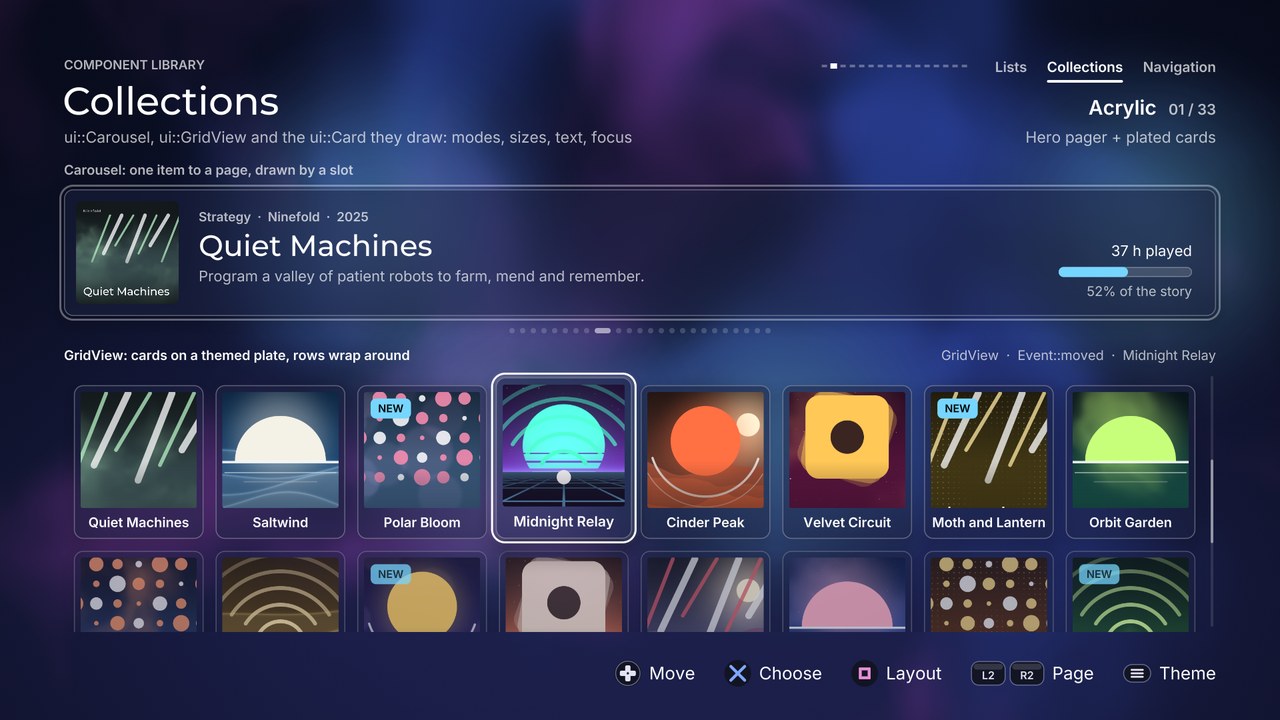 COMPONENT LIBRARY
Lists Collections Navigation
Collections
Acrylic 01 / 33
ui::Carousel, ui::GridView and the ui::Card they draw: modes, sizes, text, focus
Hero pager + plated cards
Carousel: one item to a page, drawn by a slot
Strategy · Ninefold · 2025
Quiet Machines
Quiet Machines
Program a valley of patient robots to farm, mend and remember.
37 h played
52% of the story
GridView: cards on a themed plate, rows wrap around
GridView · Event::moved · Midnight Relay
NEW
NEW
Quiet Machines
Saltwind
Polar Bloom
Midnight Relay
Cinder Peak
Velvet Circuit
Moth and Lantern
Orbit Garden
NEW
NEW
Move
Choose
Layout
L2 R2 Page
Theme